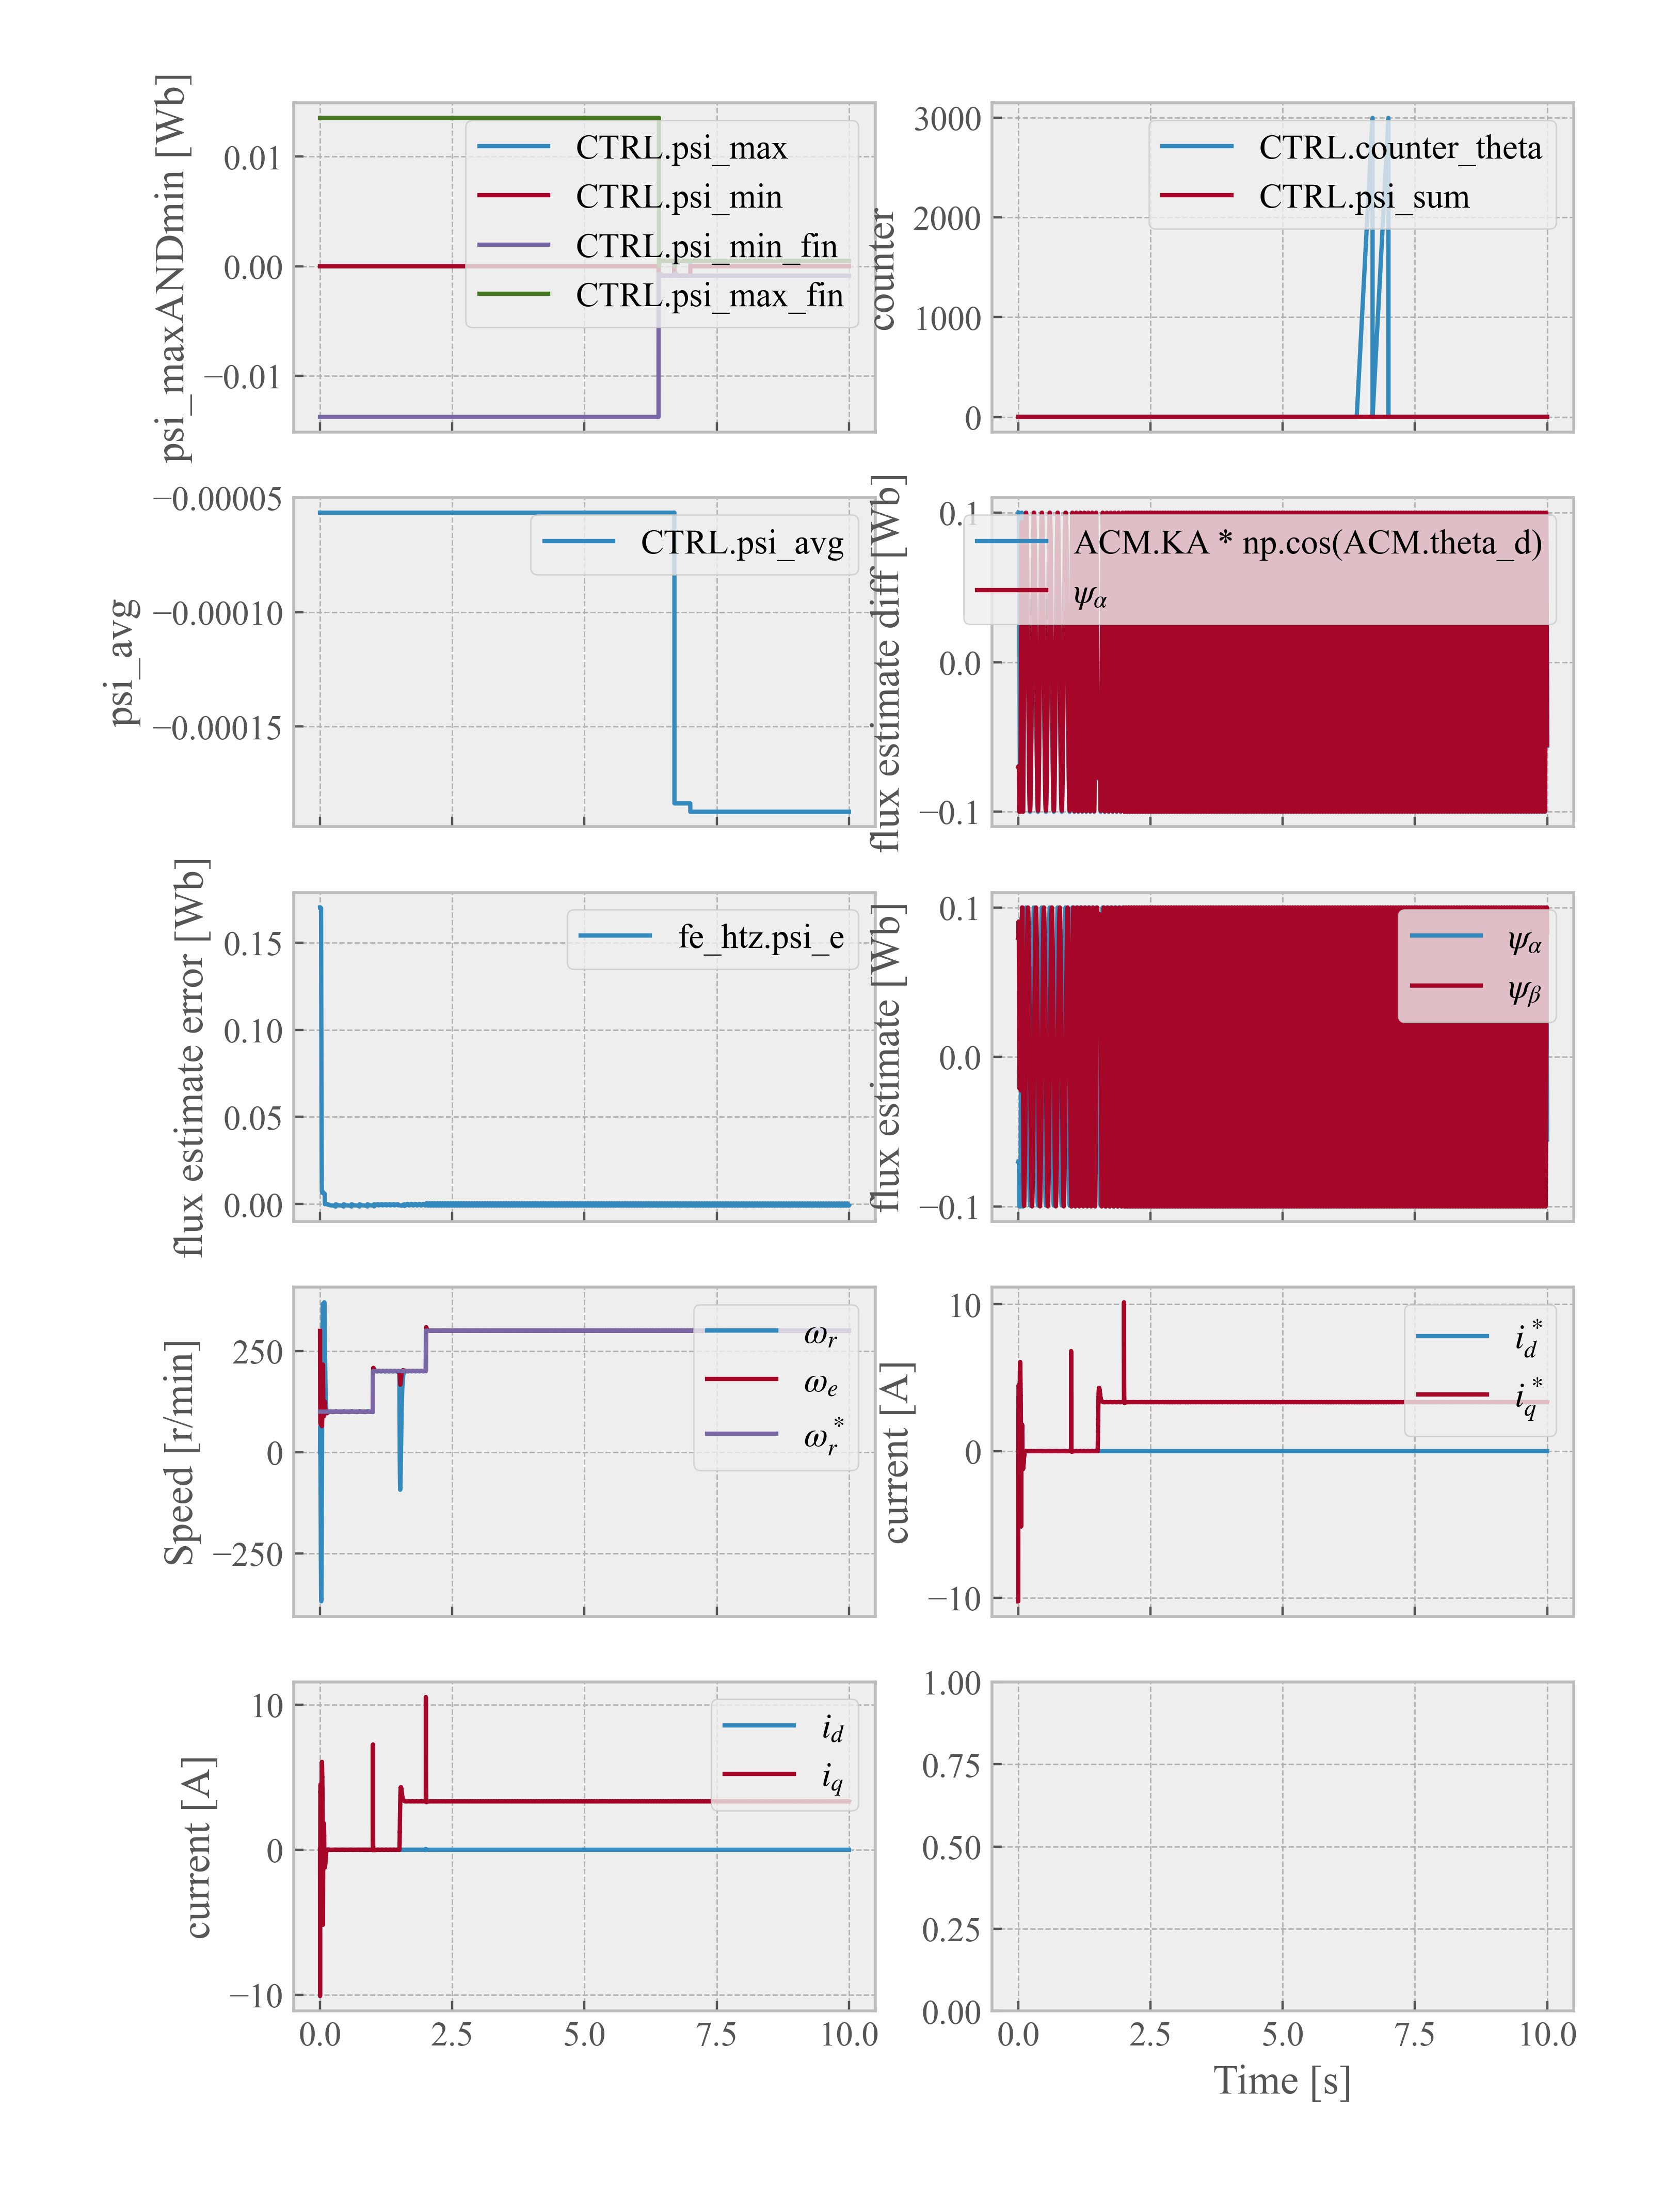 psi_maxANDmin [Wb]
0.01
0.00
−0.01
CTRL.psi_max
CTRL.psi_min
CTRL.psi_min_fin
CTRL.psi_max_fin
counter
3000
2000
1000
0
CTRL.counter_theta
CTRL.psi_sum
psi_avg
−0.00005
−0.00010
−0.00015
CTRL.psi_avg
flux estimate diff [Wb]
0.1
0.0
−0.1
ACM.KA * np.cos(ACM.theta_d)
ψα
flux estimate error [Wb]
0.15
0.10
0.05
0.00
fe_htz.psi_e
flux estimate [Wb]
0.1
0.0
−0.1
ψα
ψβ
Speed [r/min]
250
0
−250
ωr
ωe
ωr*
current [A]
10
0
−10
id*
iq*
current [A]
10
0
−10
id
iq
0.0 2.5 5.0 7.5 10.0
1.00
0.75
0.50
0.25
0.00
0.0 2.5 5.0 7.5 10.0
Time [s]